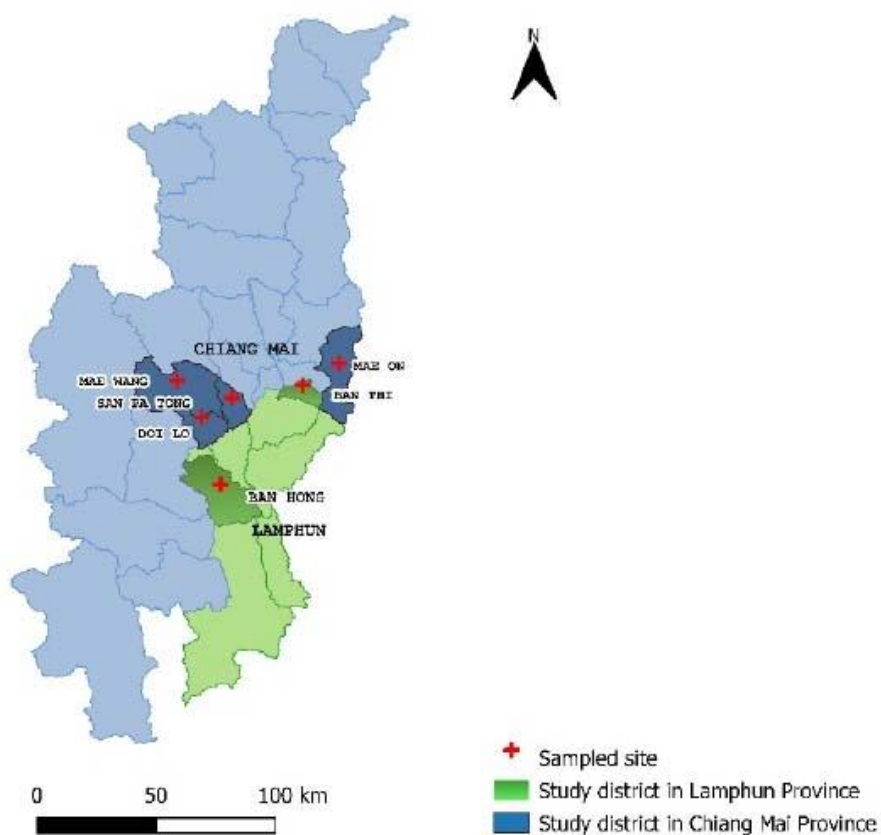 N
CHIANG MAI
MAE ON
MAE WANG
BAN THI
SAN PA TONG
DOI LO
BAN HONG
LAMPHUN
Sampled site
0 50 100 km
Study district in Lamphun Province
Study district in Chiang Mai Province